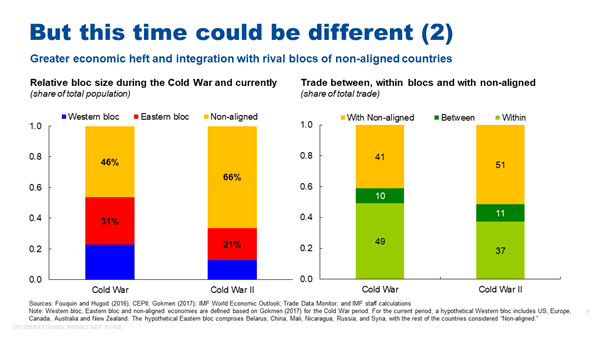 But this time could be different (2)
Greater economic heft and integration with rival blocs of non-aligned countries
Relative bloc size during the Cold War and currently
(share of total population)
Western bloc Eastern bloc Non-aligned
1.0
0.8
0.6
0.4
0.2
0.0
46%
31%
66%
21%
Cold War Cold War II
Trade between, within blocs and with non-aligned
(share of total trade)
With Non-aligned Between Within
1.0
0.8
0.6
0.4
0.2
0.0
41
10
49
51
11
37
Cold War Cold War II
Sources: Fouquin and Hugod (2016), CEPII; Gokmen (2017); IMF World Economic Outlook; Trade Data Monitor; and IMF staff calculations
Note: Western bloc, Eastern bloc and non-aligned economies are defined based on Gokmen (2017) for the Cold War period. For the current period, a hypothetical Western bloc includes US, Europe,
Canada, Australia and New Zealand. The hypothetical Eastern bloc comprises Belarus, China, Mali, Nicaragua, Russia, and Syria, with the rest of the countries considered “Non-aligned.”
7
INTERNATIONAL MONETARY FUND